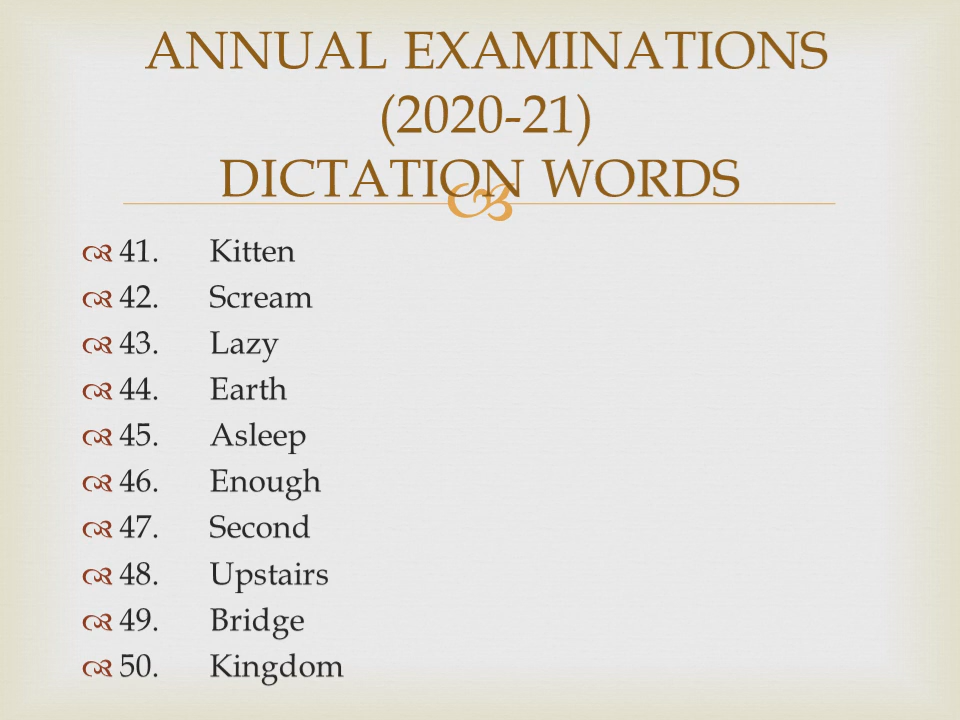 ANNUAL EXAMINATIONS
(2020-21)
DICTATION WORDS
41. Kitten
42. Scream
43. Lazy
44. Earth
45. Asleep
46. Enough
47. Second
48. Upstairs
49. Bridge
50. Kingdom